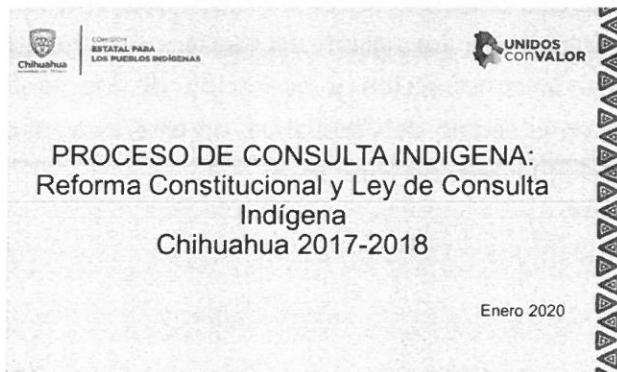 Chihuahua
COMISIÓN
ESTATAL PARA
LOS PUEBLOS INDÍGENAS
UNIDOS
conVALOR
PROCESO DE CONSULTA INDIGENA:
Reforma Constitucional y Ley de Consulta
Indígena
Chihuahua 2017-2018
Enero 2020